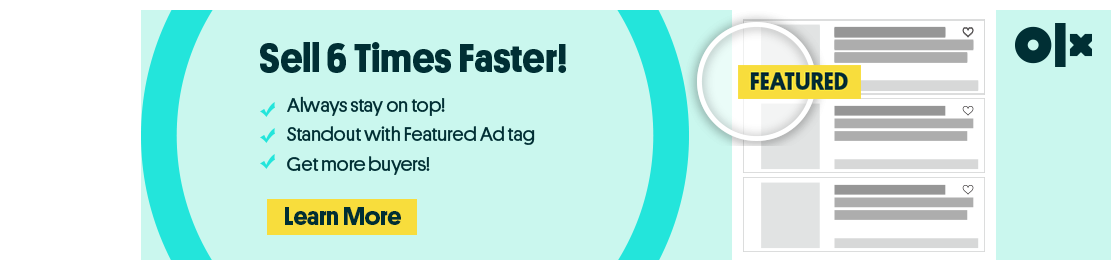 Sell 6 Times Faster!
Always stay on top!
Standout with Featured Ad tag
Get more buyers!
Learn More
FEATURED
olx